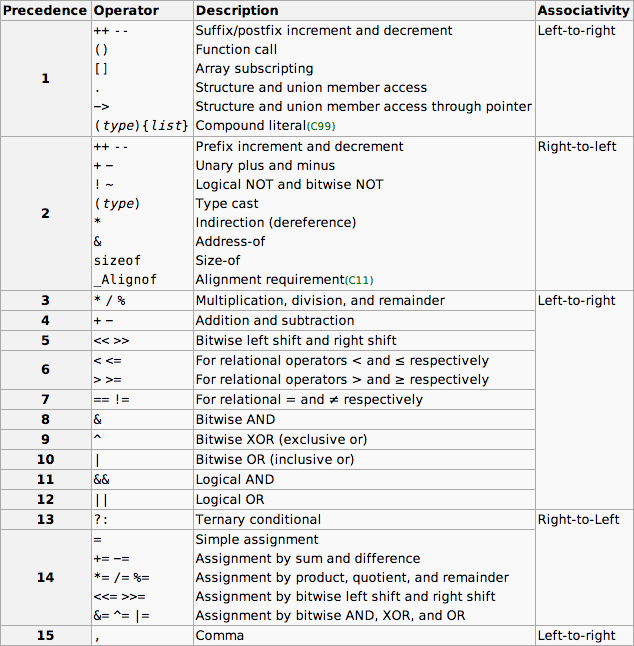 Precedence Operator Description Associativity
1 ++ -- Suffix/postfix increment and decrement Left-to-right
() Function call
[] Array subscripting
. Structure and union member access
−> Structure and union member access through pointer
(type){list} Compound literal(C99)
2 ++ -- Prefix increment and decrement Right-to-left
+ − Unary plus and minus
! ~ Logical NOT and bitwise NOT
(type) Type cast
* Indirection (dereference)
& Address-of
sizeof Size-of
_Alignof Alignment requirement(C11)
3 * / % Multiplication, division, and remainder Left-to-right
4 + − Addition and subtraction
5 << >> Bitwise left shift and right shift
6 < <= For relational operators < and ≤ respectively
> >= For relational operators > and ≥ respectively
7 == != For relational = and ≠ respectively
8 & Bitwise AND
9 ^ Bitwise XOR (exclusive or)
10 | Bitwise OR (inclusive or)
11 && Logical AND
12 || Logical OR
13 ?: Ternary conditional Right-to-Left
14 = Simple assignment
+= −= Assignment by sum and difference
*= /= %= Assignment by product, quotient, and remainder
<<= >>= Assignment by bitwise left shift and right shift
&= ^= |= Assignment by bitwise AND, XOR, and OR
15 , Comma Left-to-right